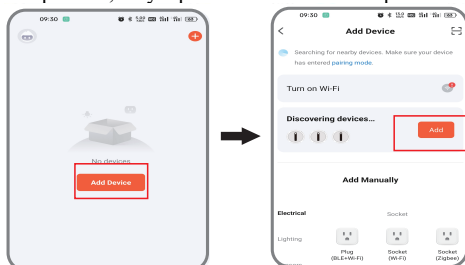 09:30
No devices
Add Device
09:30
Add Device
Searching for nearby devices. Make sure your device
has entered pairing mode.
Turn on Wi-Fi
Discovering devices...
Add
Add Manually
Electrical
Socket
Lighting
Plug
(BLE+Wi-Fi)
Socket
(Wi-Fi)
Socket
(Zigbee)